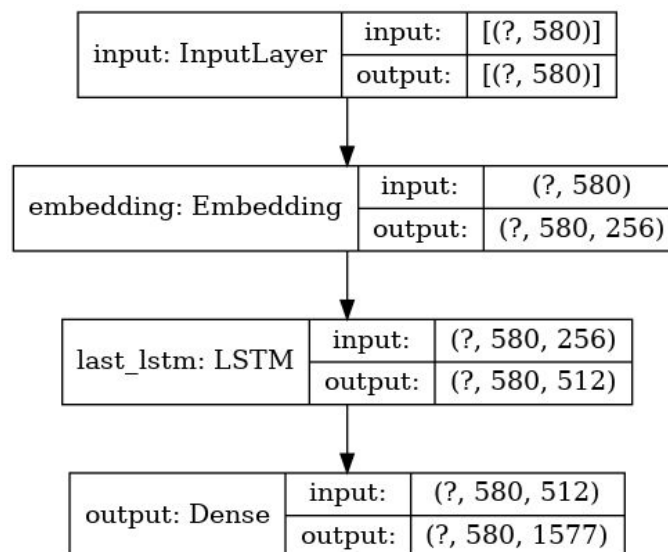 input: InputLayer
input:
[(?, 580)]
output:
[(?, 580)]
embedding: Embedding
input:
(?, 580)
output:
(?, 580, 256)
last_lstm: LSTM
input:
(?, 580, 256)
output:
(?, 580, 512)
output: Dense
input:
(?, 580, 512)
output:
(?, 580, 1577)